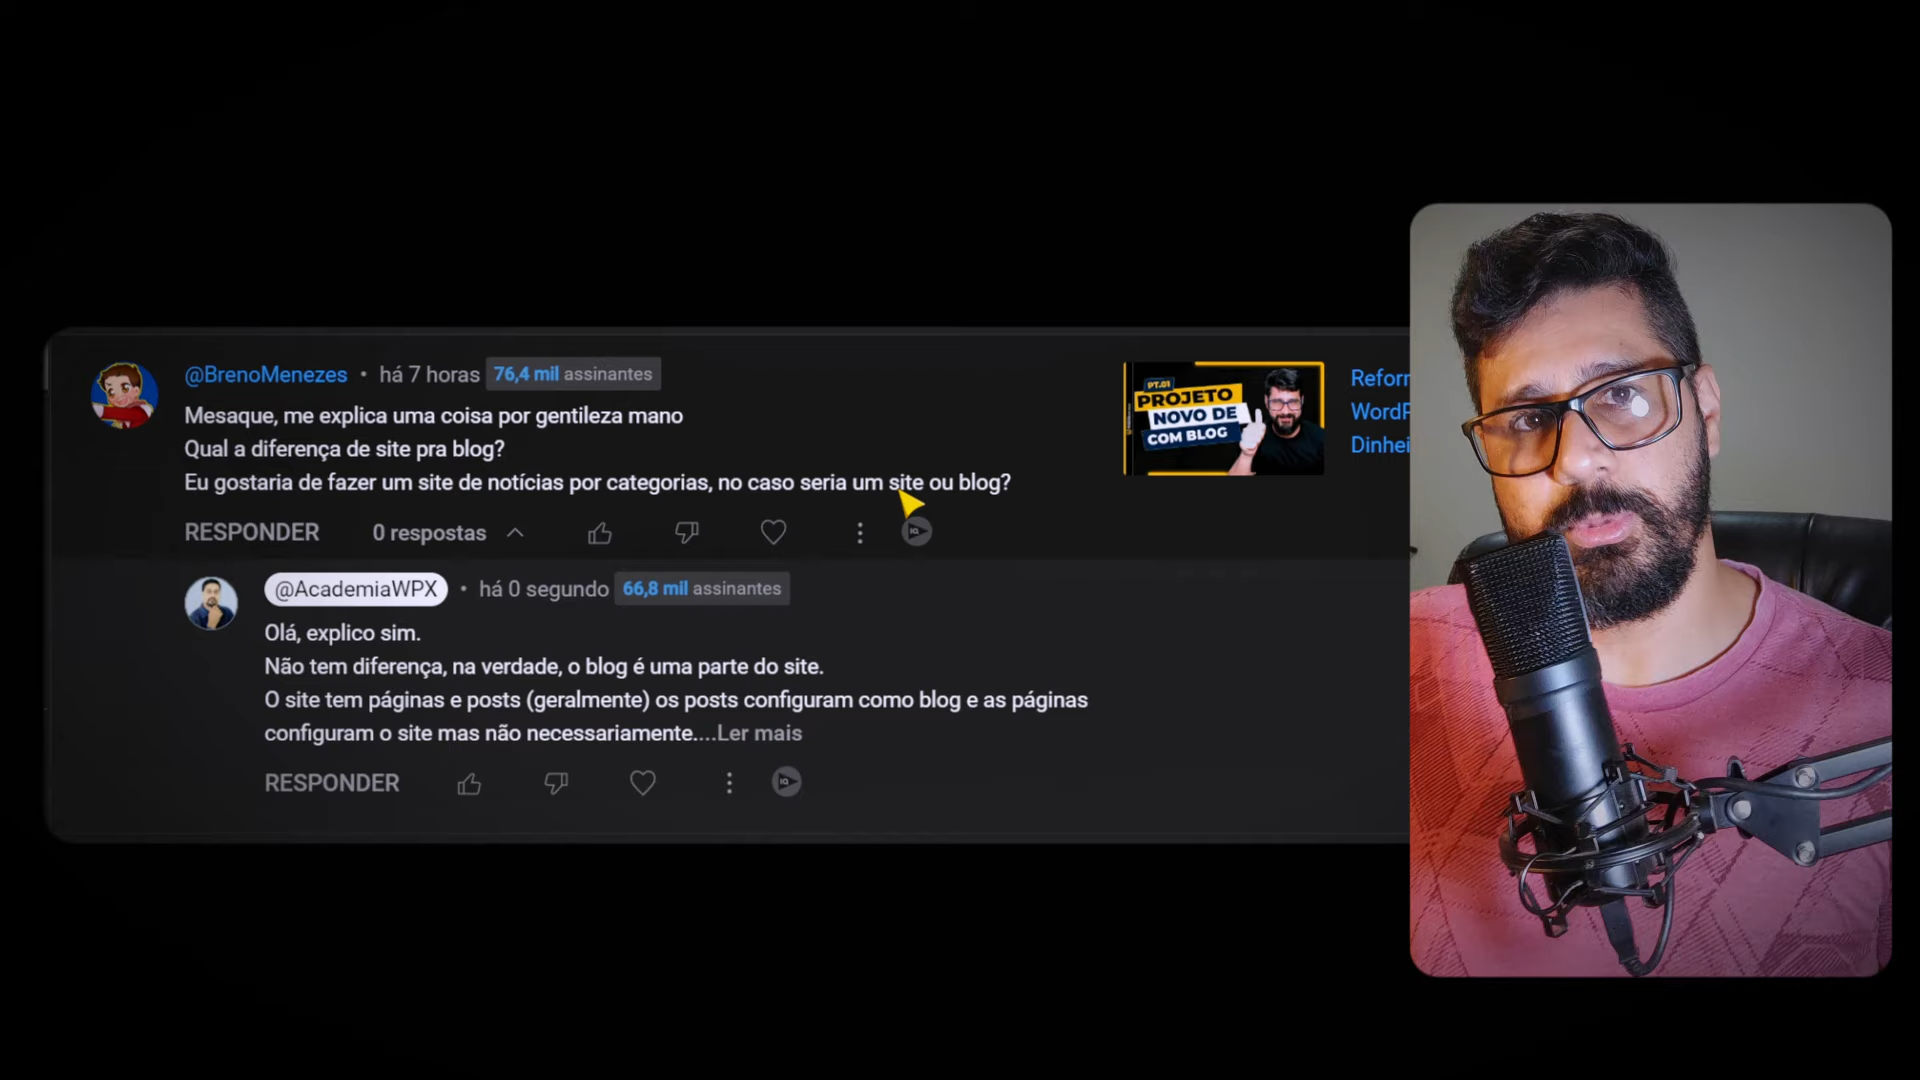 @BrenoMenezes • há 7 horas 76,4 mil assinantes
Mesaque, me explica uma coisa por gentileza mano
Qual a diferença de site pra blog?
Eu gostaria de fazer um site de notícias por categorias, no caso seria um site ou blog?
RESPONDER 0 respostas
PT.01
PROJETO
NOVO DE
COM BLOG
Reform
WordP
Dinhei
@AcademiaWPX • há 0 segundo 66,8 mil assinantes
Olá, explico sim.
Não tem diferença, na verdade, o blog é uma parte do site.
O site tem páginas e posts (geralmente) os posts configuram como blog e as páginas
configuram o site mas não necessariamente....Ler mais
RESPONDER